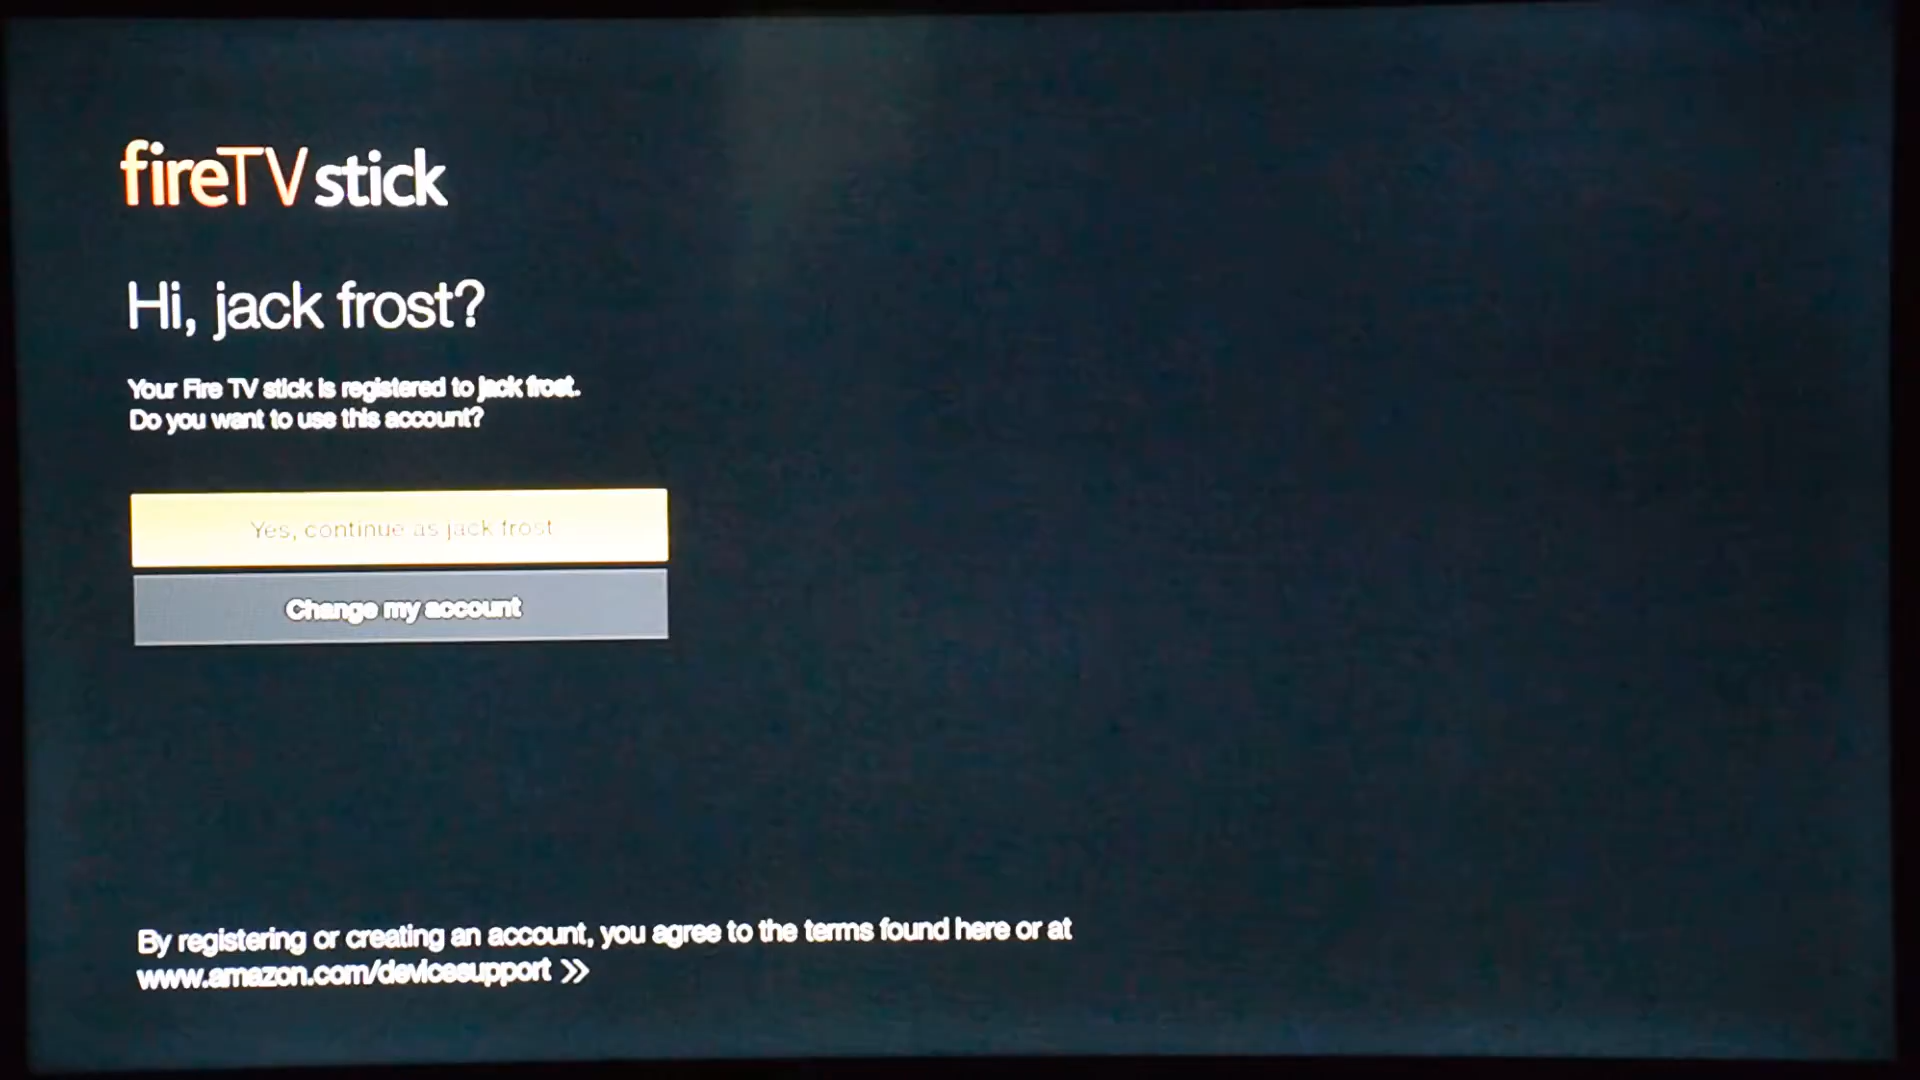 fireTV stick
Hi, jack frost?
Your Fire TV stick is registered to jack frost.
Do you want to use this account?
Yes, continue as jack frost
Change my account
By registering or creating an account, you agree to the terms found here or at
www.amazon.com/devicesupport >>